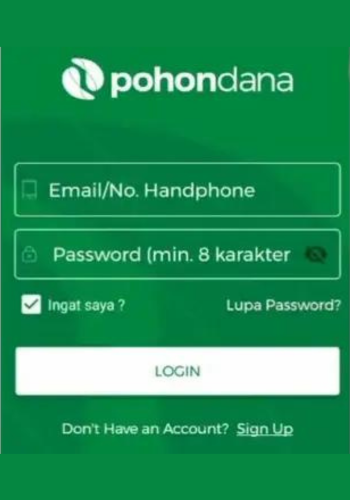 pohondana
Email/No. Handphone
Password (min. 8 karakter
Ingat saya ?
Lupa Password?
LOGIN
Don't Have an Account? Sign Up